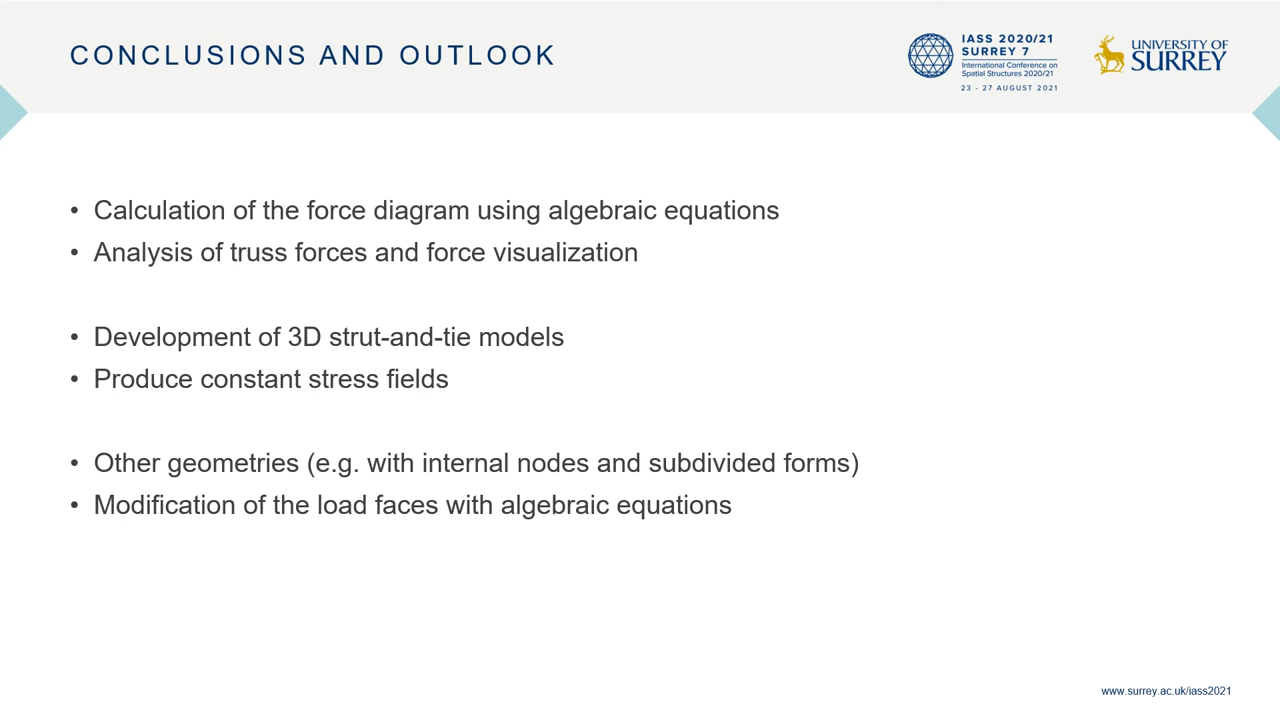 CONCLUSIONS AND OUTLOOK
IASS 2020/21
SURREY 7
International Conference on
Spatial Structures 2020/21
23 - 27 AUGUST 2021
UNIVERSITY OF
SURREY
• Calculation of the force diagram using algebraic equations
• Analysis of truss forces and force visualization
• Development of 3D strut-and-tie models
• Produce constant stress fields
• Other geometries (e.g. with internal nodes and subdivided forms)
• Modification of the load faces with algebraic equations
www.surrey.ac.uk/iass2021